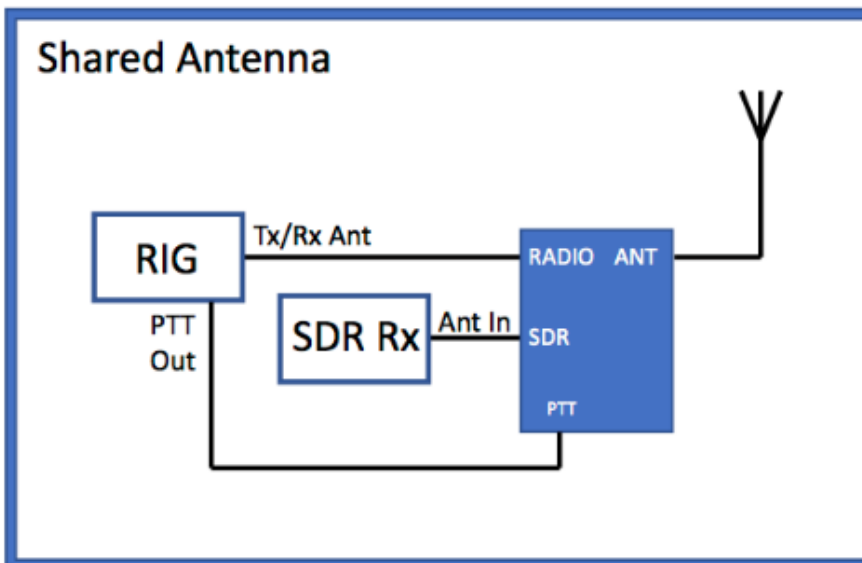 Shared Antenna
Tx/Rx Ant
RIG
RADIO ANT
PTT
Out
SDR Rx
Ant In
SDR
PTT